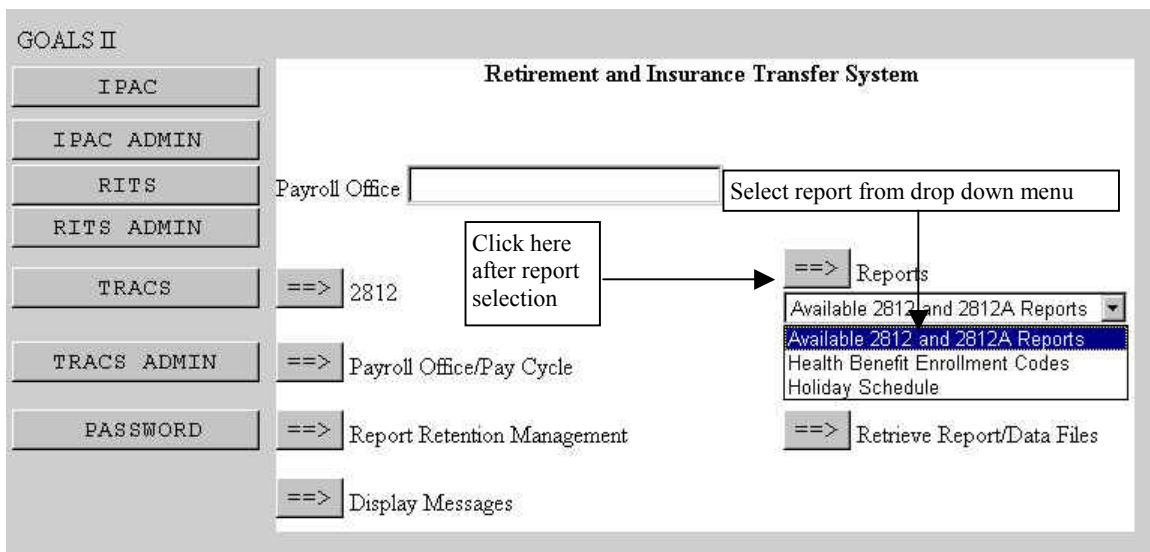 GOALS II
IPAC
IPAC ADMIN
RITS
RITS ADMIN
TRACS
TRACS ADMIN
PASSWORD
Retirement and Insurance Transfer System
Payroll Office
Select report from drop down menu
Click here
after report
selection
==> Reports
==> 2812
Available 2812 and 2812A Reports
Available 2812 and 2812A Reports
Health Benefit Enrollment Codes
Holiday Schedule
==> Payroll Office/Pay Cycle
==> Report Retention Management
==> Retrieve Report/Data Files
==> Display Messages